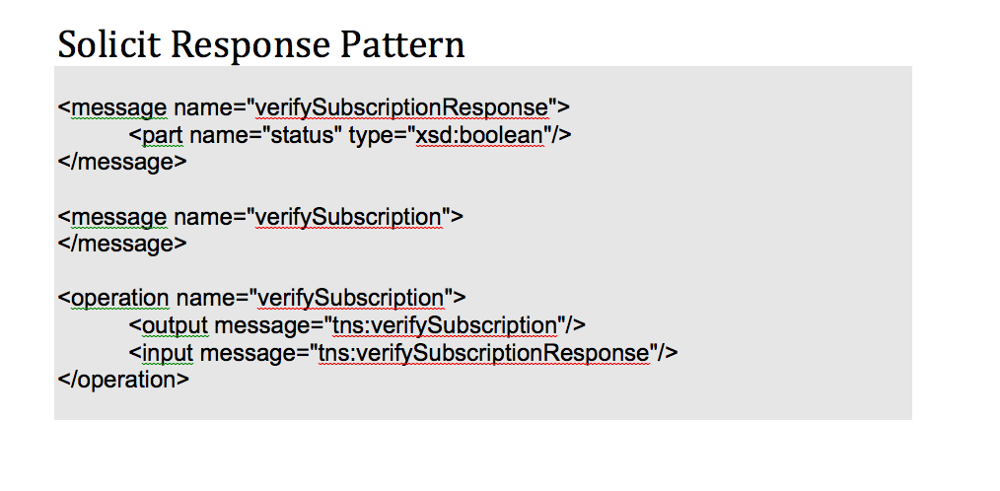 Solicit Response Pattern
<message name="verifySubscriptionResponse">
<part name="status" type="xsd:boolean"/>
</message>
<message name="verifySubscription">
</message>
<operation name="verifySubscription">
<output message="tns:verifySubscription"/>
<input message="tns:verifySubscriptionResponse"/>
</operation>